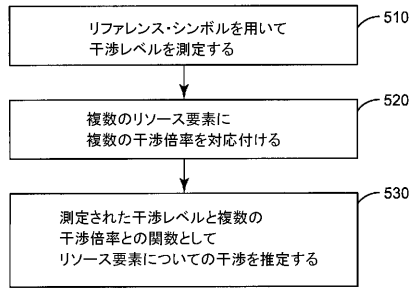 510
リファレンス・シンボルを用いて
干渉レベルを測定する
520
複数のリソース要素に
複数の干渉倍率を対応付ける
530
測定された干渉レベルと複数の
干渉倍率との関数として
リソース要素についての干渉を推定する